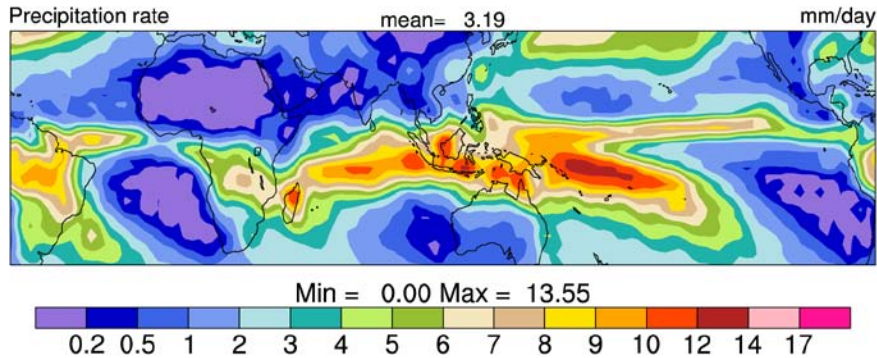 Precipitation rate mean= 3.19 mm/day
Min = 0.00 Max = 13.55
0.2 0.5 1 2 3 4 5 6 7 8 9 10 12 14 17